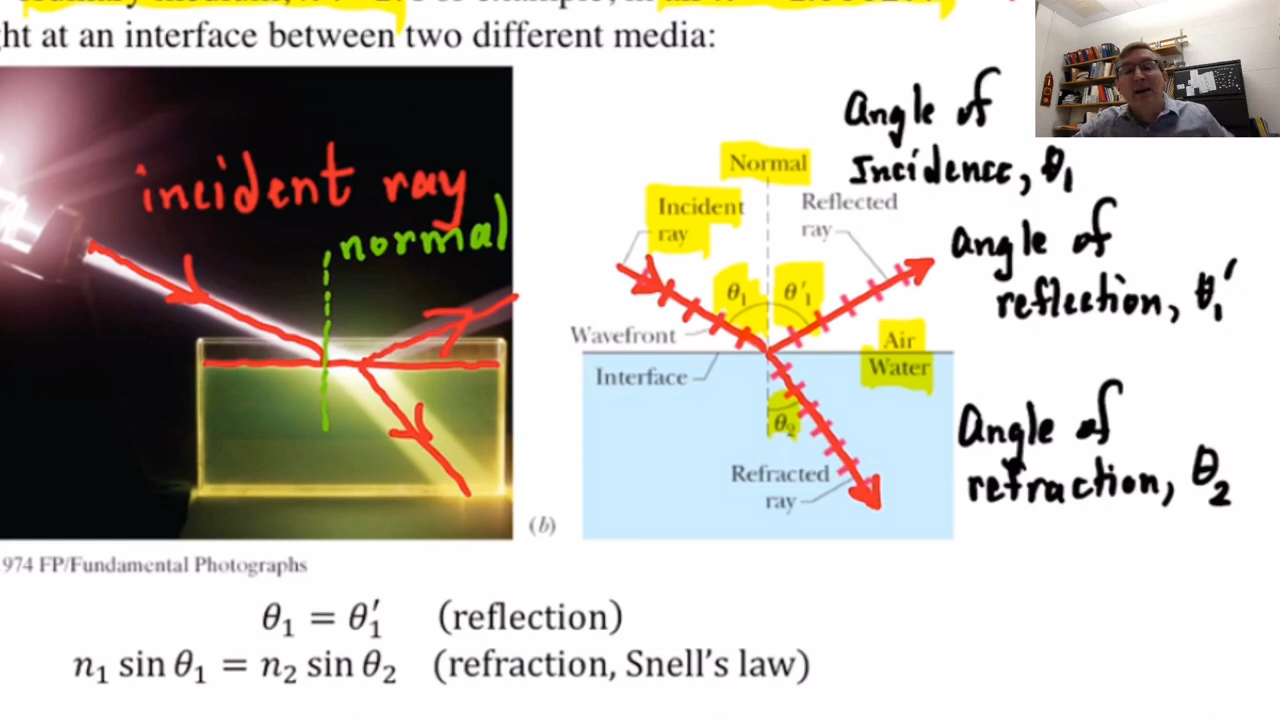 ght at an interface between two different media:
incident ray
normal
Normal
Incident
ray
Reflected
ray
θ1
θ′1
Wavefront
Interface
Air
Water
θ2
Refracted
ray
(b)
Angle of
Incidence, θ1
Angle of
reflection, θ1′
Angle of
refraction, θ2
974 FP/Fundamental Photographs
θ1 = θ′1 (reflection)
n1 sin θ1 = n2 sin θ2 (refraction, Snell’s law)